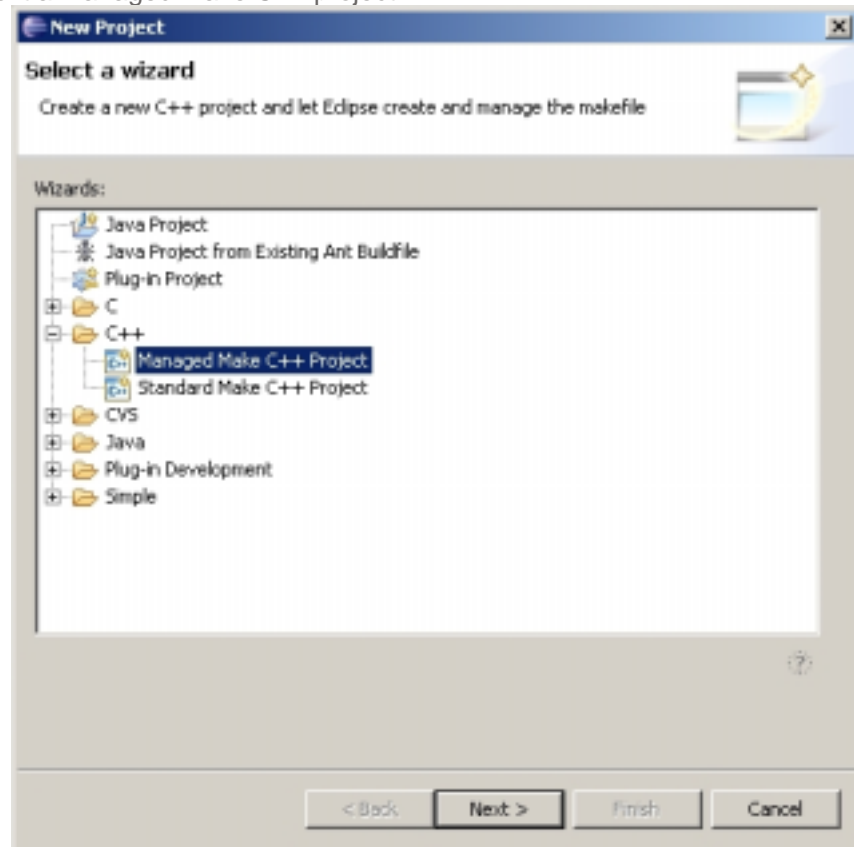 New Project
Select a wizard
Create a new C++ project and let Eclipse create and manage the makefile
Wizards:
Java Project
Java Project from Existing Ant Buildfile
Plug-in Project
C
C++
Managed Make C++ Project
Standard Make C++ Project
CVS
Java
Plug-in Development
Simple
?
< Back
Next >
Finish
Cancel